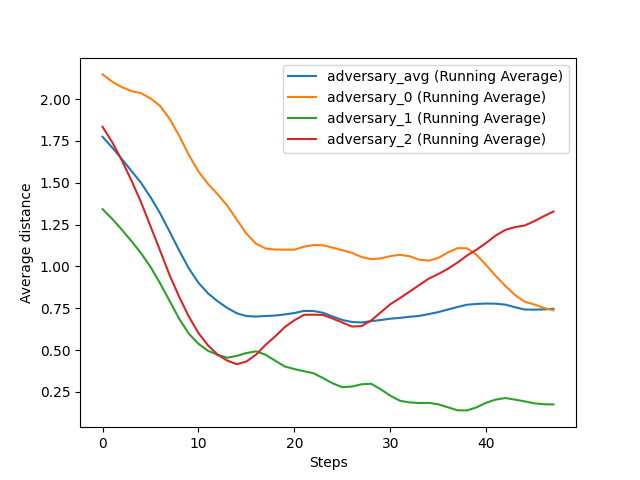 adversary_avg (Running Average)
adversary_0 (Running Average)
adversary_1 (Running Average)
adversary_2 (Running Average)
2.00
1.75
1.50
1.25
1.00
0.75
0.50
0.25
Average distance
0 10 20 30 40
Steps